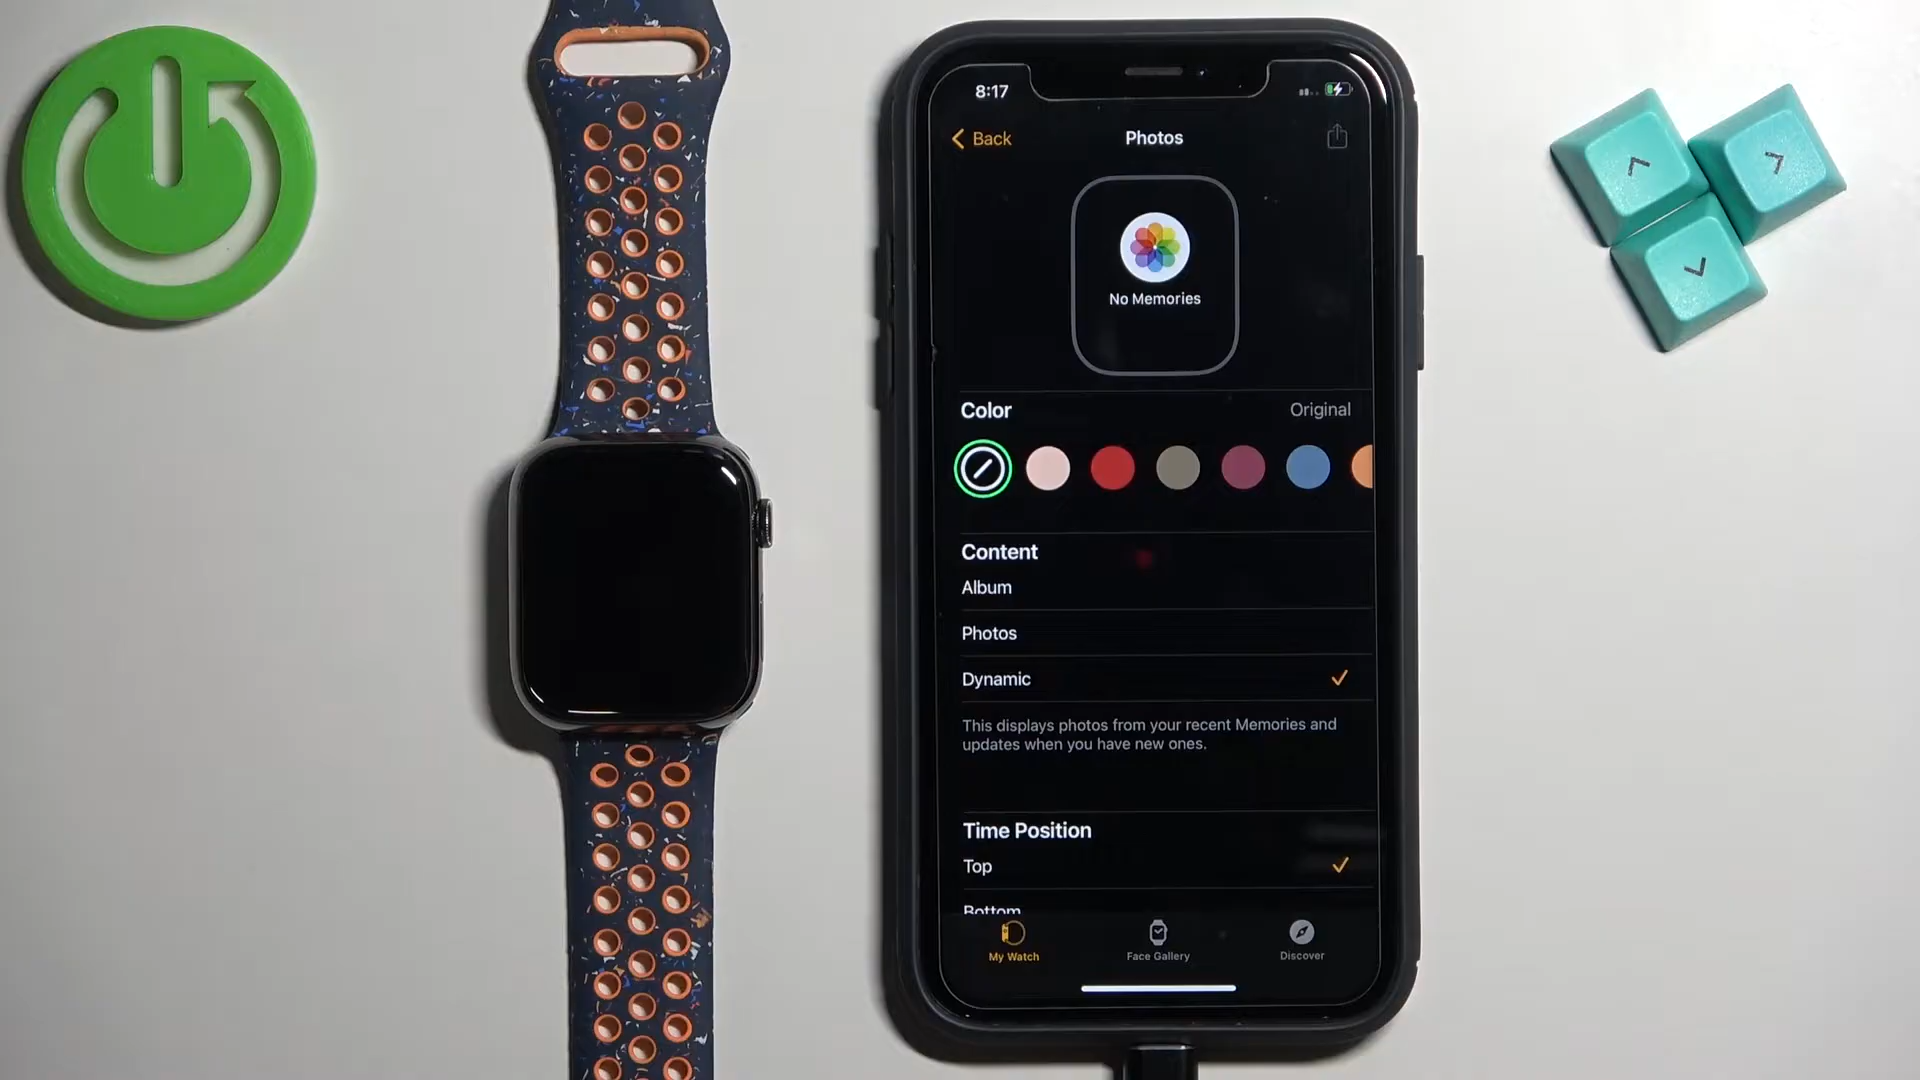 8:17
Back
Photos
No Memories
Color
Original
Content
Album
Photos
Dynamic
This displays photos from your recent Memories and
updates when you have new ones.
Time Position
Top
Bottom
My Watch
Face Gallery
Discover